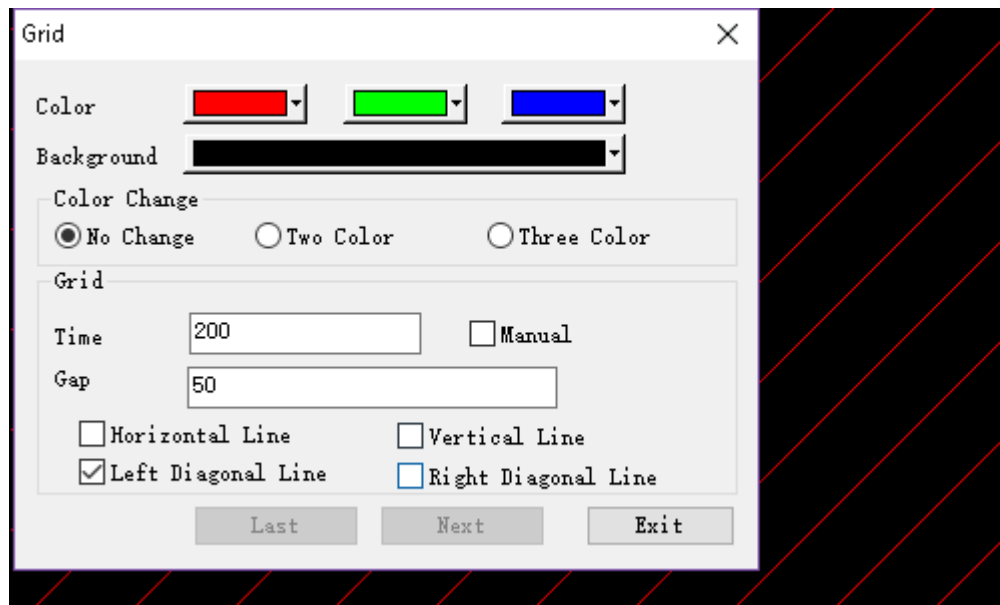 Grid
Color
Background
Color Change
No Change Two Color Three Color
Grid
Time 200 Manual
Gap 50
Horizontal Line Vertical Line
Left Diagonal Line Right Diagonal Line
Last Next Exit